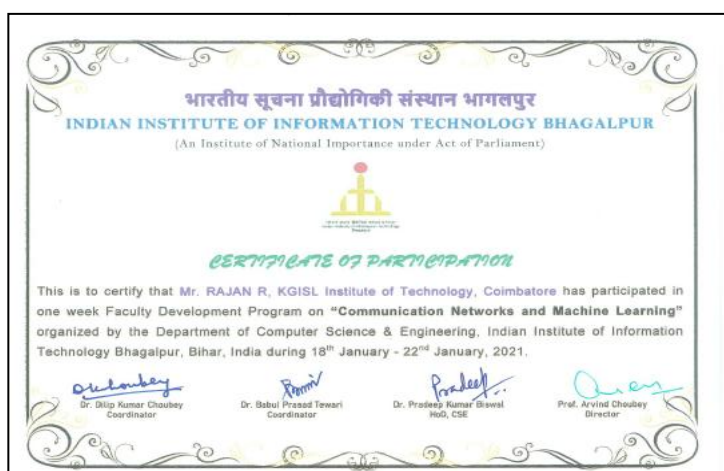 भारतीय सूचना प्रौद्योगिकी संस्थान भागलपुर
INDIAN INSTITUTE OF INFORMATION TECHNOLOGY BHAGALPUR
(An Institute of National Importance under Act of Parliament)
CERTIFICATE OF PARTICIPATION
This is to certify that Mr. RAJAN R, KGISL Institute of Technology, Coimbatore has participated in
one week Faculty Development Program on "Communication Networks and Machine Learning"
organized by the Department of Computer Science & Engineering, Indian Institute of Information
Technology Bhagalpur, Bihar, India during 18th January - 22nd January, 2021.
Dr. Dilip Kumar Choubey
Coordinator
Dr. Babul Prasad Tewari
Coordinator
Dr. Pradeep Kumar Biswal
HoD, CSE
Prof. Arvind Choubey
Director